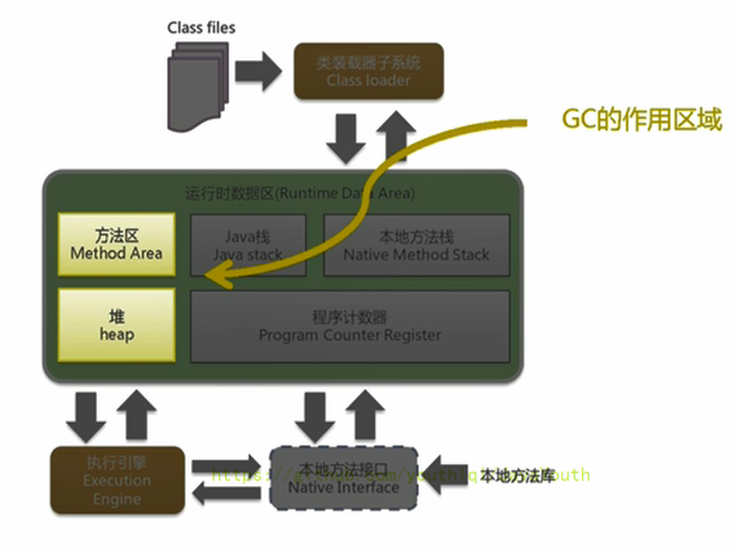 Class files
类装载器子系统
Class loader
GC的作用区域
运行时数据区(Runtime Data Area)
方法区
Method Area
Java栈
Java stack
本地方法栈
Native Method Stack
堆
heap
程序计数器
Program Counter Register
执行引擎
Execution
Engine
本地方法接口
Native Interface
本地方法库